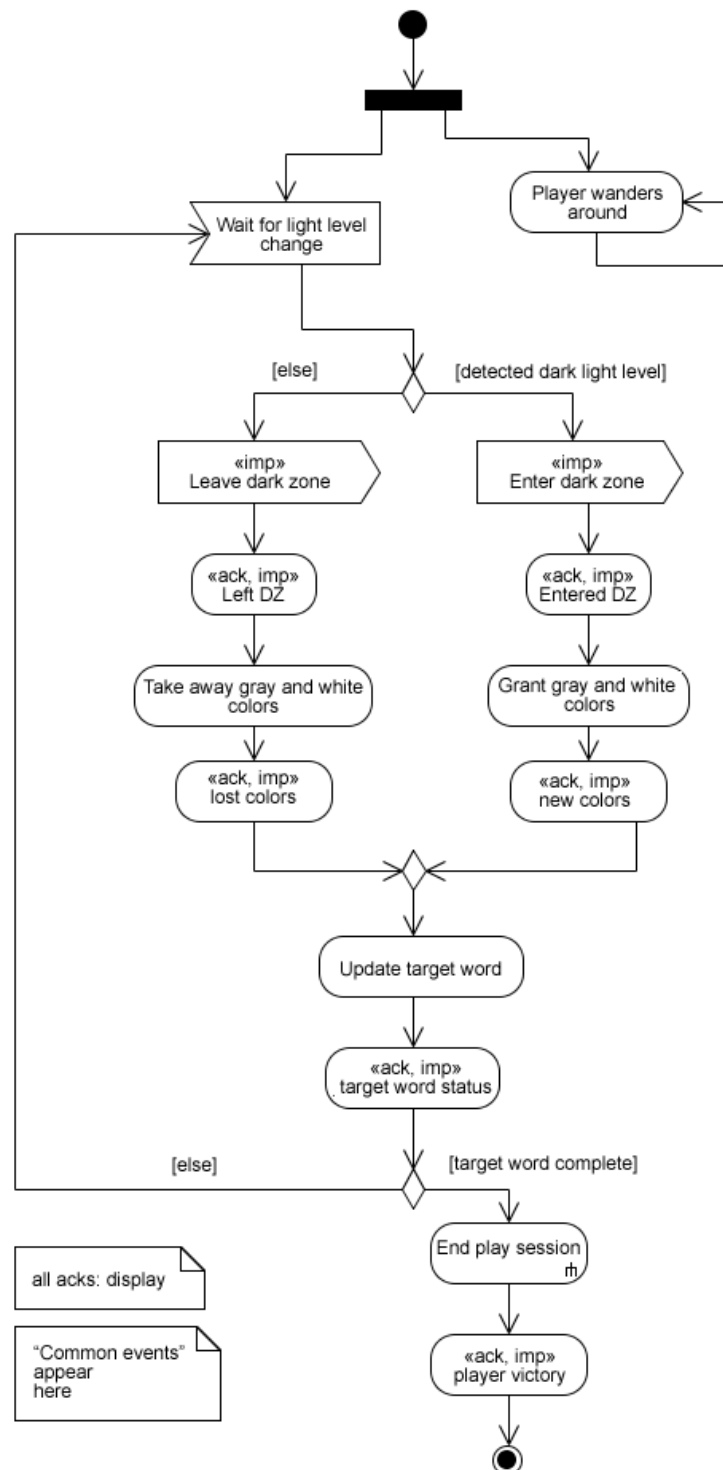 Player wanders
around
Wait for light level
change
[else]
[detected dark light level]
«imp»
Leave dark zone
«imp»
Enter dark zone
«ack, imp»
Left DZ
«ack, imp»
Entered DZ
Take away gray and white
colors
Grant gray and white
colors
«ack, imp»
lost colors
«ack, imp»
new colors
Update target word
«ack, imp»
target word status
[else]
[target word complete]
End play session
all acks: display
“Common events”
appear
here
«ack, imp»
player victory